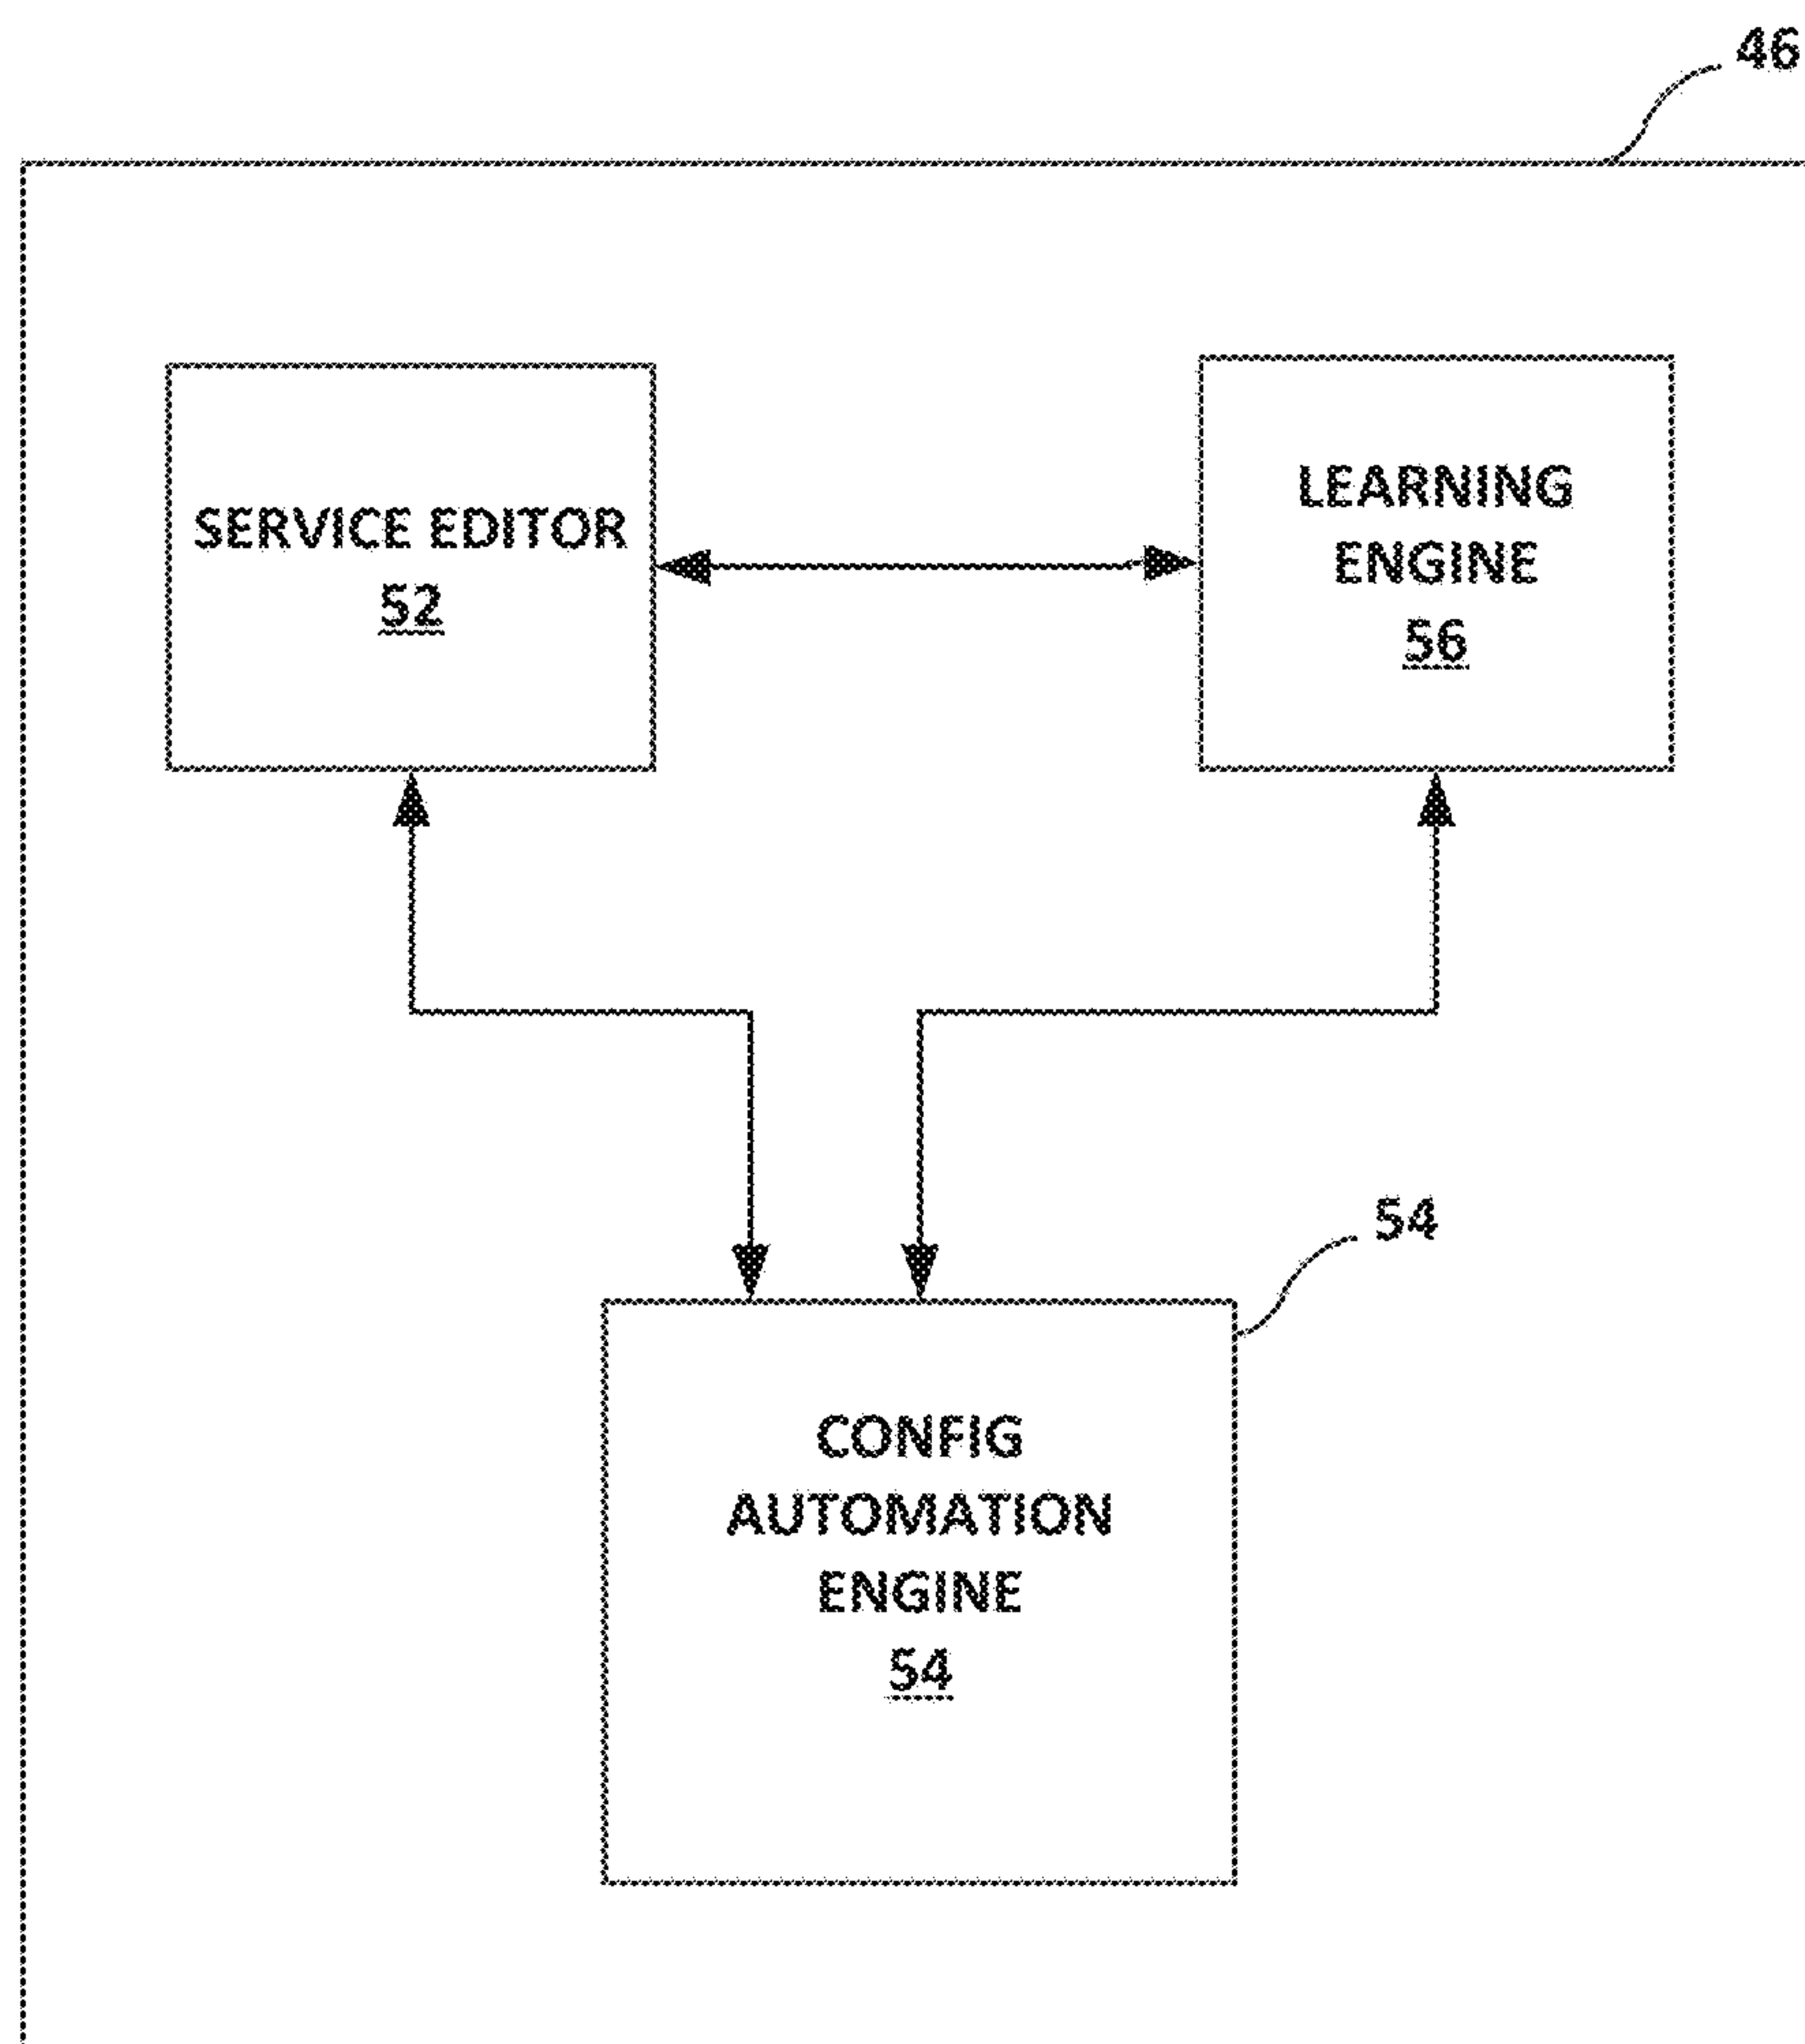 46
SERVICE EDITOR
52
LEARNING
ENGINE
56
54
CONFIG
AUTOMATION
ENGINE
54